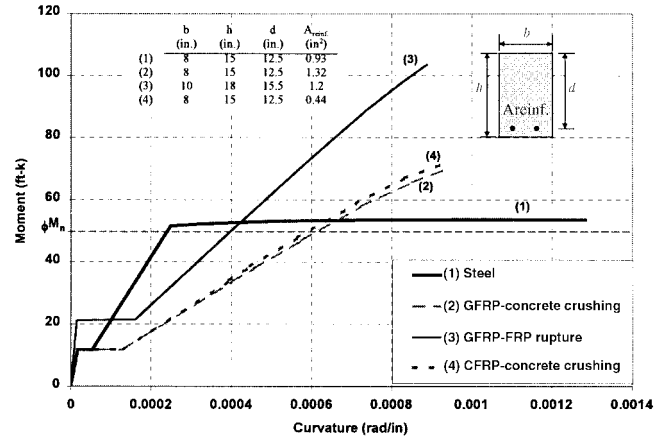 120
100
80
60
ϕMn
40
20
0
Moment (ft-k)
b h d Areinf.
(in.) (in.) (in.) (in²)
(1) 8 15 12.5 0.93
(2) 8 15 12.5 1.32
(3) 10 18 15.5 1.2
(4) 8 15 12.5 0.44
(3)
(4)
(2)
(1)
b
h
d
Areinf.
(1) Steel
(2) GFRP-concrete crushing
(3) GFRP-FRP rupture
(4) CFRP-concrete crushing
0 0.0002 0.0004 0.0006 0.0008 0.001 0.0012 0.0014
Curvature (rad/in)